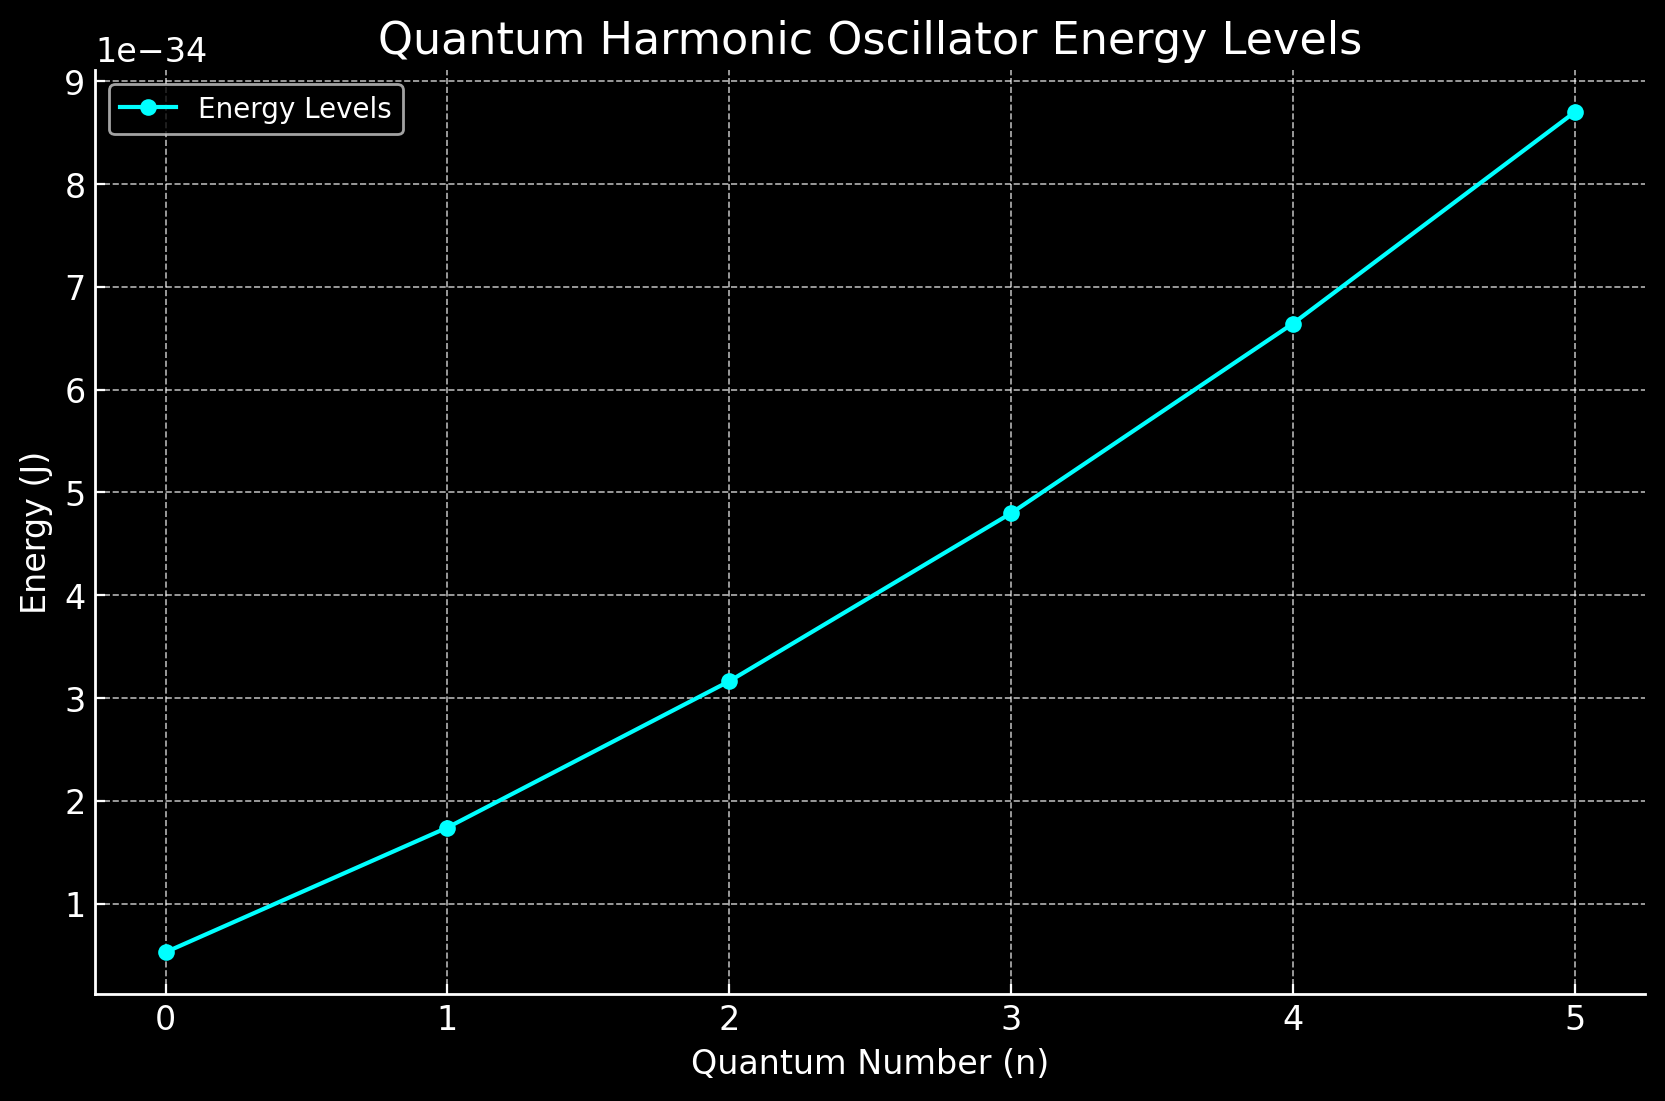 Quantum Harmonic Oscillator Energy Levels
1e−34
9
Energy Levels
8
7
6
5
4
3
2
1
Energy (J)
0 1 2 3 4 5
Quantum Number (n)